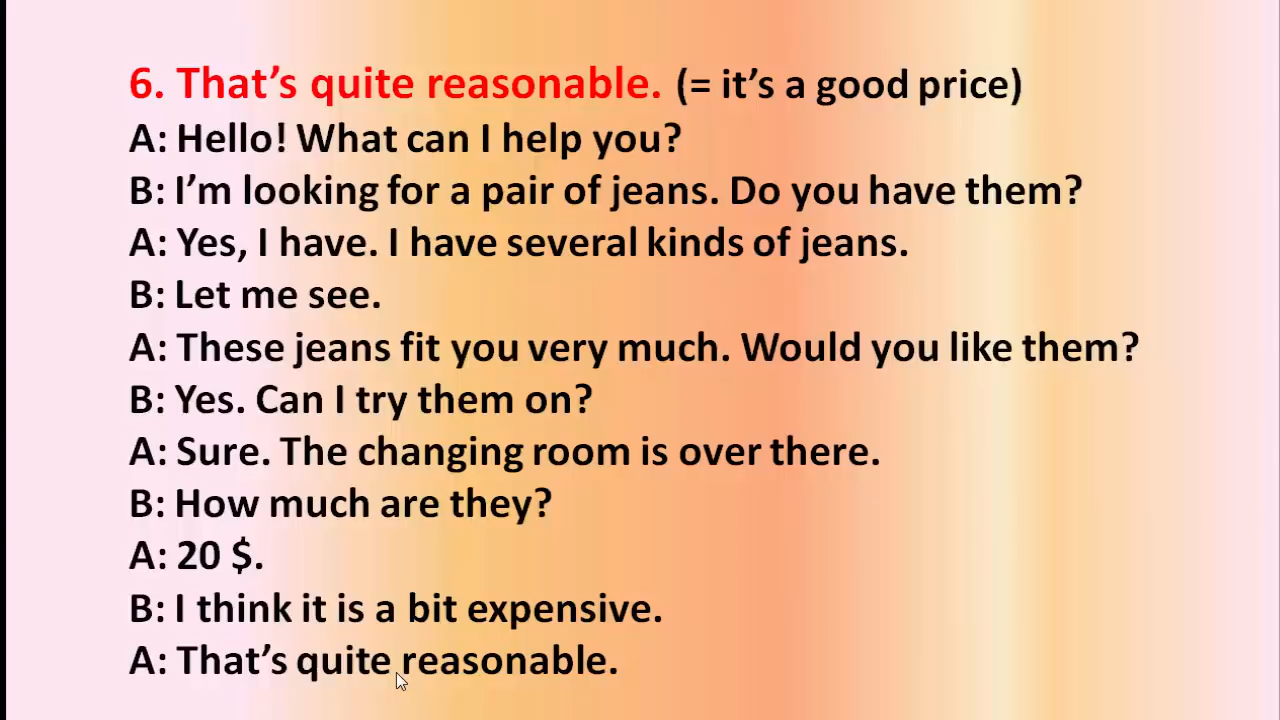 6. That’s quite reasonable. (= it’s a good price)
A: Hello! What can I help you?
B: I’m looking for a pair of jeans. Do you have them?
A: Yes, I have. I have several kinds of jeans.
B: Let me see.
A: These jeans fit you very much. Would you like them?
B: Yes. Can I try them on?
A: Sure. The changing room is over there.
B: How much are they?
A: 20 $.
B: I think it is a bit expensive.
A: That’s quite reasonable.